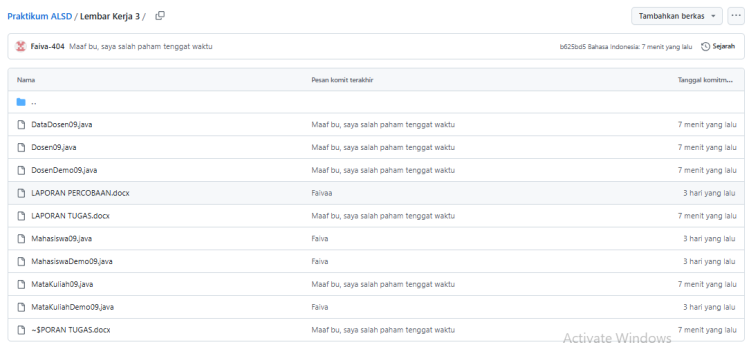 Praktikum ALSD / Lembar Kerja 3 /
Tambahkan berkas
Faiva-404 Maaf bu, saya salah paham tenggat waktu
b625bd5 Bahasa Indonesia: 7 menit yang lalu
Sejarah
Nama Pesan komit terakhir Tanggal komitm...
..
DataDosen09.java Maaf bu, saya salah paham tenggat waktu 7 menit yang lalu
Dosen09.java Maaf bu, saya salah paham tenggat waktu 7 menit yang lalu
DosenDemo09.java Maaf bu, saya salah paham tenggat waktu 7 menit yang lalu
LAPORAN PERCOBAAN.docx Faivaa 3 hari yang lalu
LAPORAN TUGAS.docx Maaf bu, saya salah paham tenggat waktu 7 menit yang lalu
Mahasiswa09.java Faiva 3 hari yang lalu
MahasiswaDemo09.java Faiva 3 hari yang lalu
MataKuliah09.java Maaf bu, saya salah paham tenggat waktu 7 menit yang lalu
MataKuliahDemo09.java Faiva 3 hari yang lalu
~$PORAN TUGAS.docx Maaf bu, saya salah paham tenggat waktu 7 menit yang lalu
Activate Windows